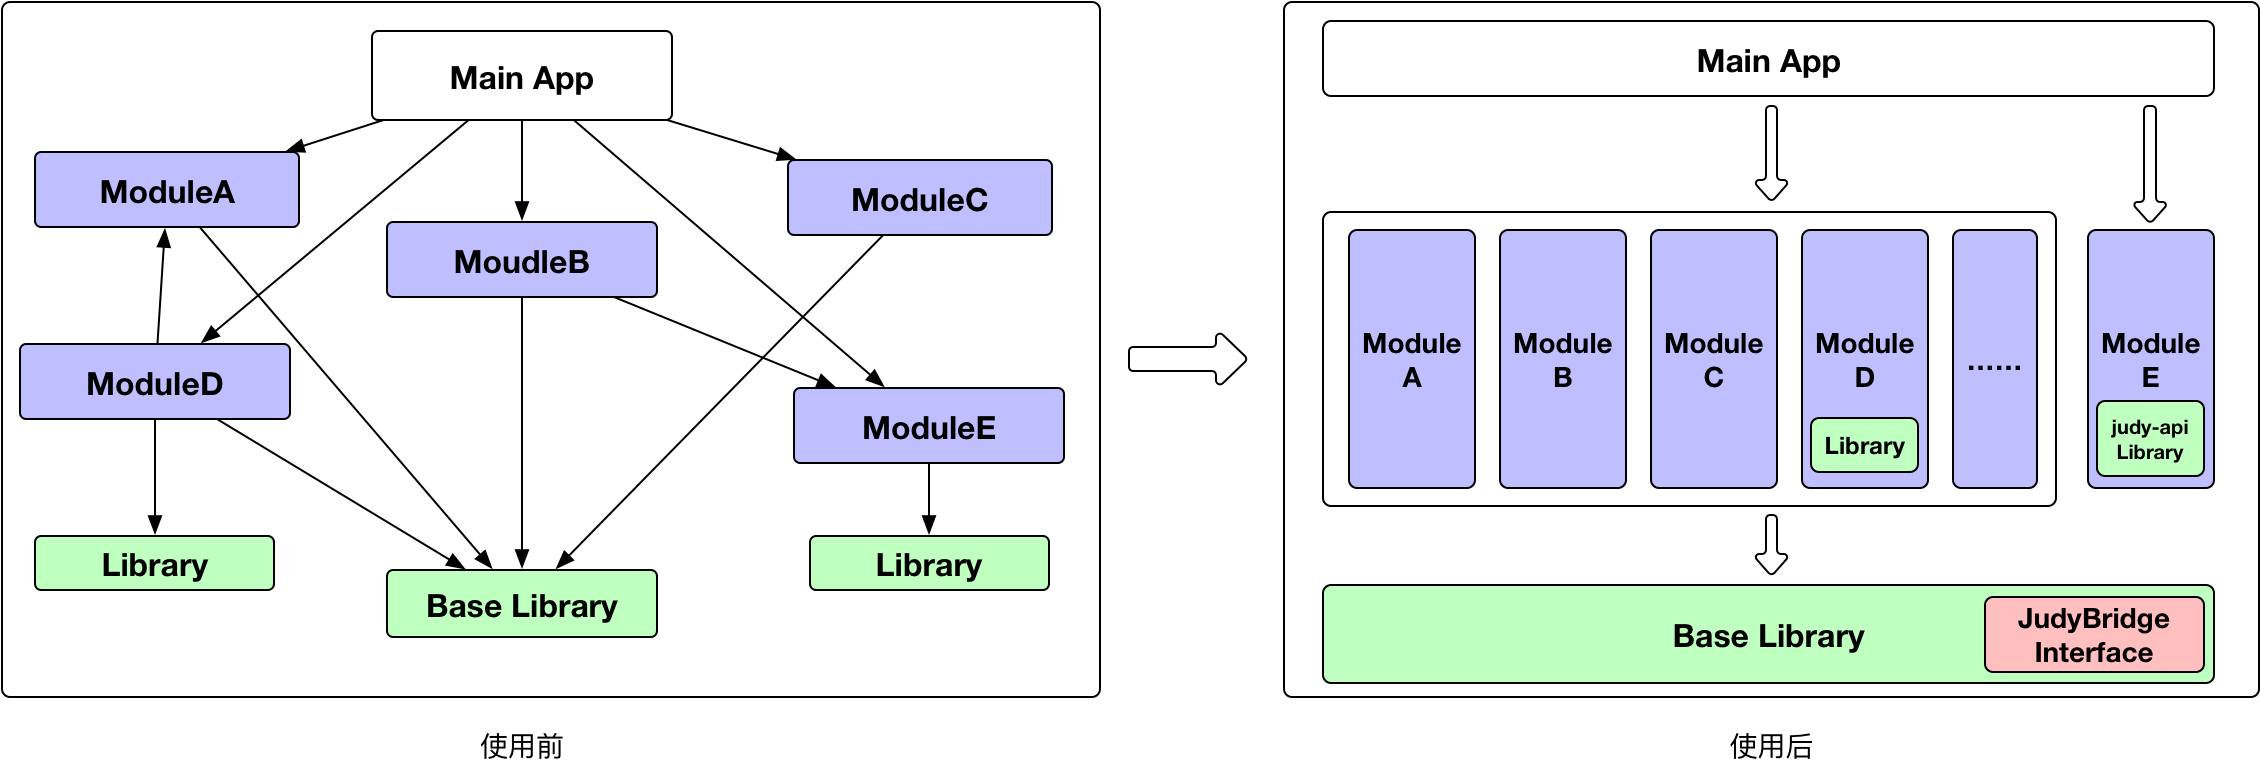 Main App
ModuleA
ModuleC
MoudleB
ModuleD
ModuleE
Library
Library
Base Library
使用前
Main App
Module
A
Module
B
Module
C
Module
D
Library
......
Module
E
judy-api
Library
Base Library
JudyBridge
Interface
使用后